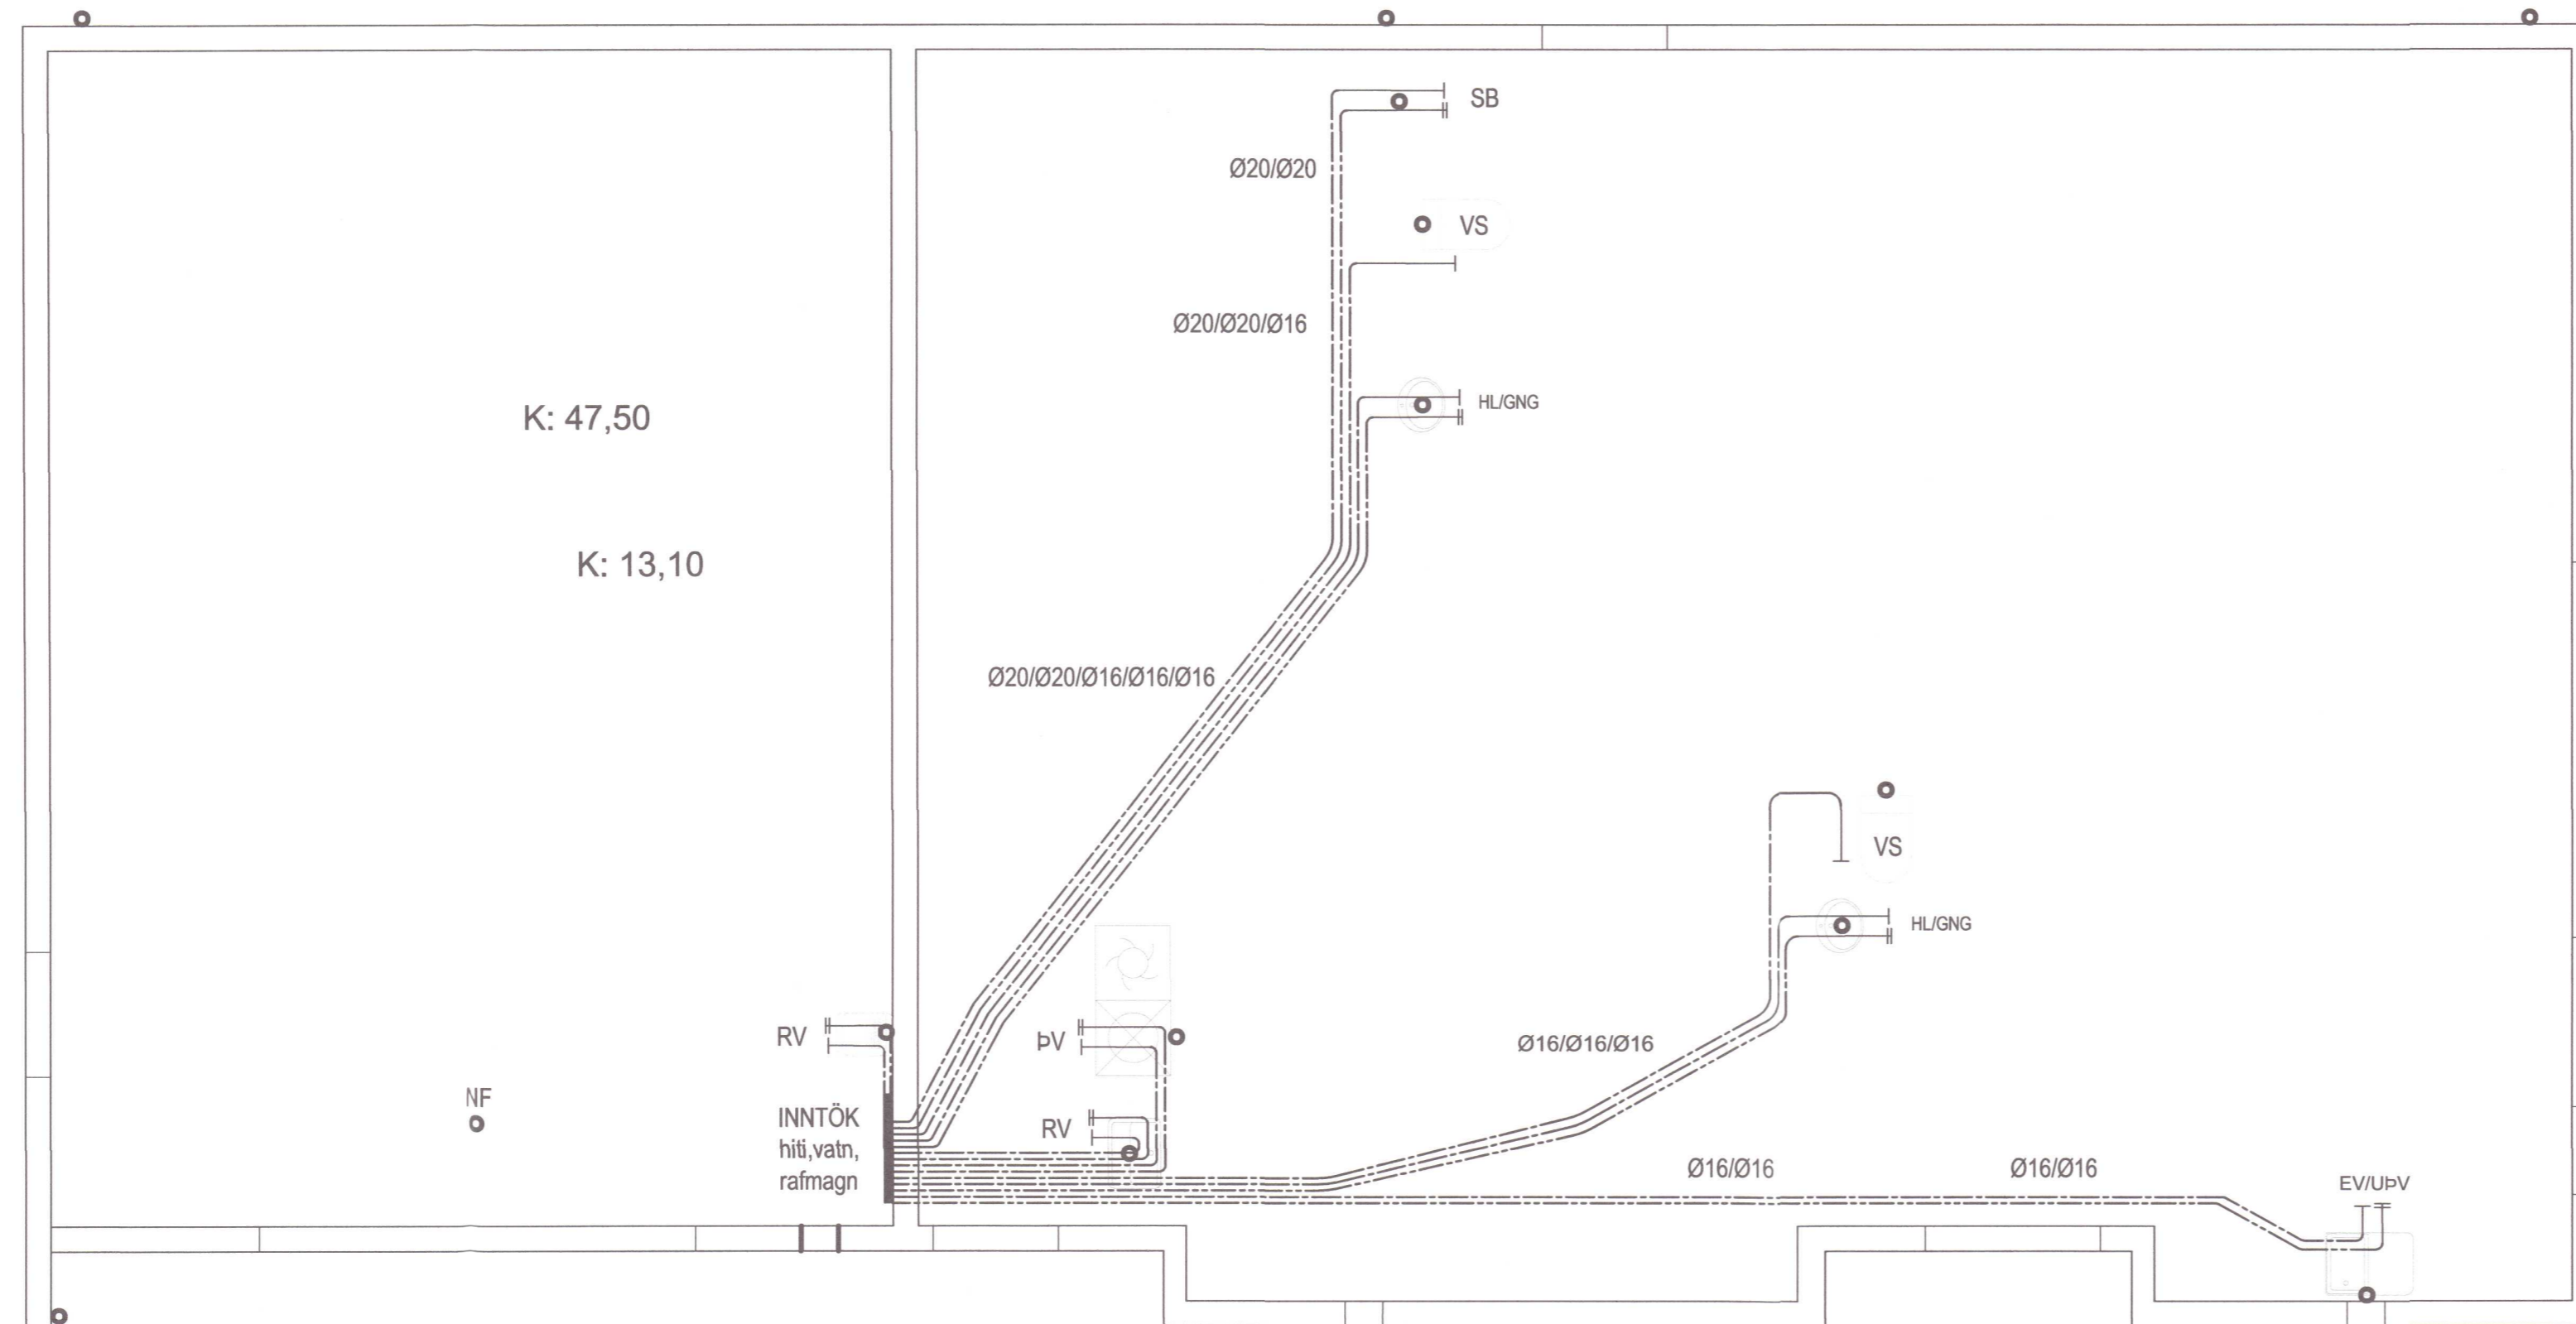 SB
Ø20/Ø20
VS
Ø20/Ø20/Ø16
HL/GNG
K: 47,50
K: 13,10
Ø20/Ø20/Ø16/Ø16/Ø16
VS
HL/GNG
RV
ÞV
Ø16/Ø16/Ø16
NF
INNTÖK
hiti,vatn,
rafmagn
RV
Ø16/Ø16
Ø16/Ø16
EV/UÞV